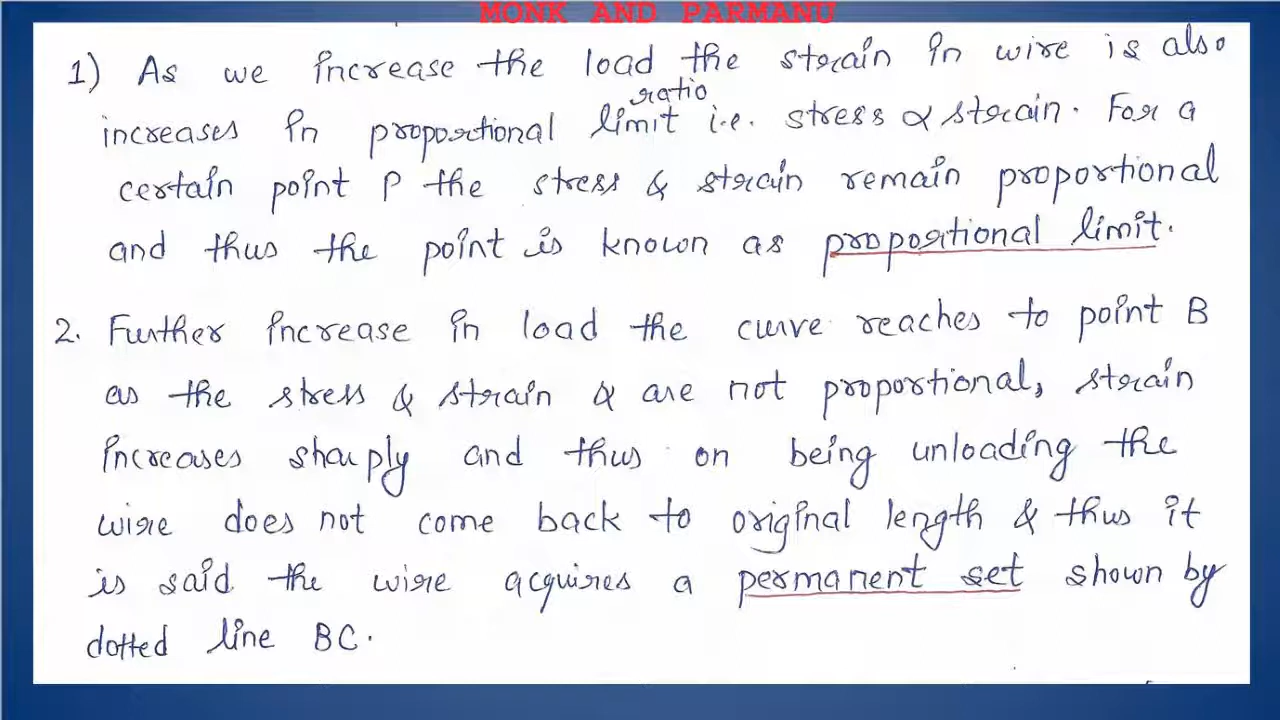 MONK AND PARMANU
1) As we increase the load the strain in wire is also
ratio
increases in proportional limit i.e. stress ∝ strain. For a
certain point P the stress & strain remain proportional
and thus the point is known as proportional limit.
2. Further increase in load the curve reaches to point B
as the stress & strain & are not proportional, strain
increases sharply and thus on being unloading the
wire does not come back to original length & thus it
is said the wire acquires a permanent set shown by
dotted line BC.